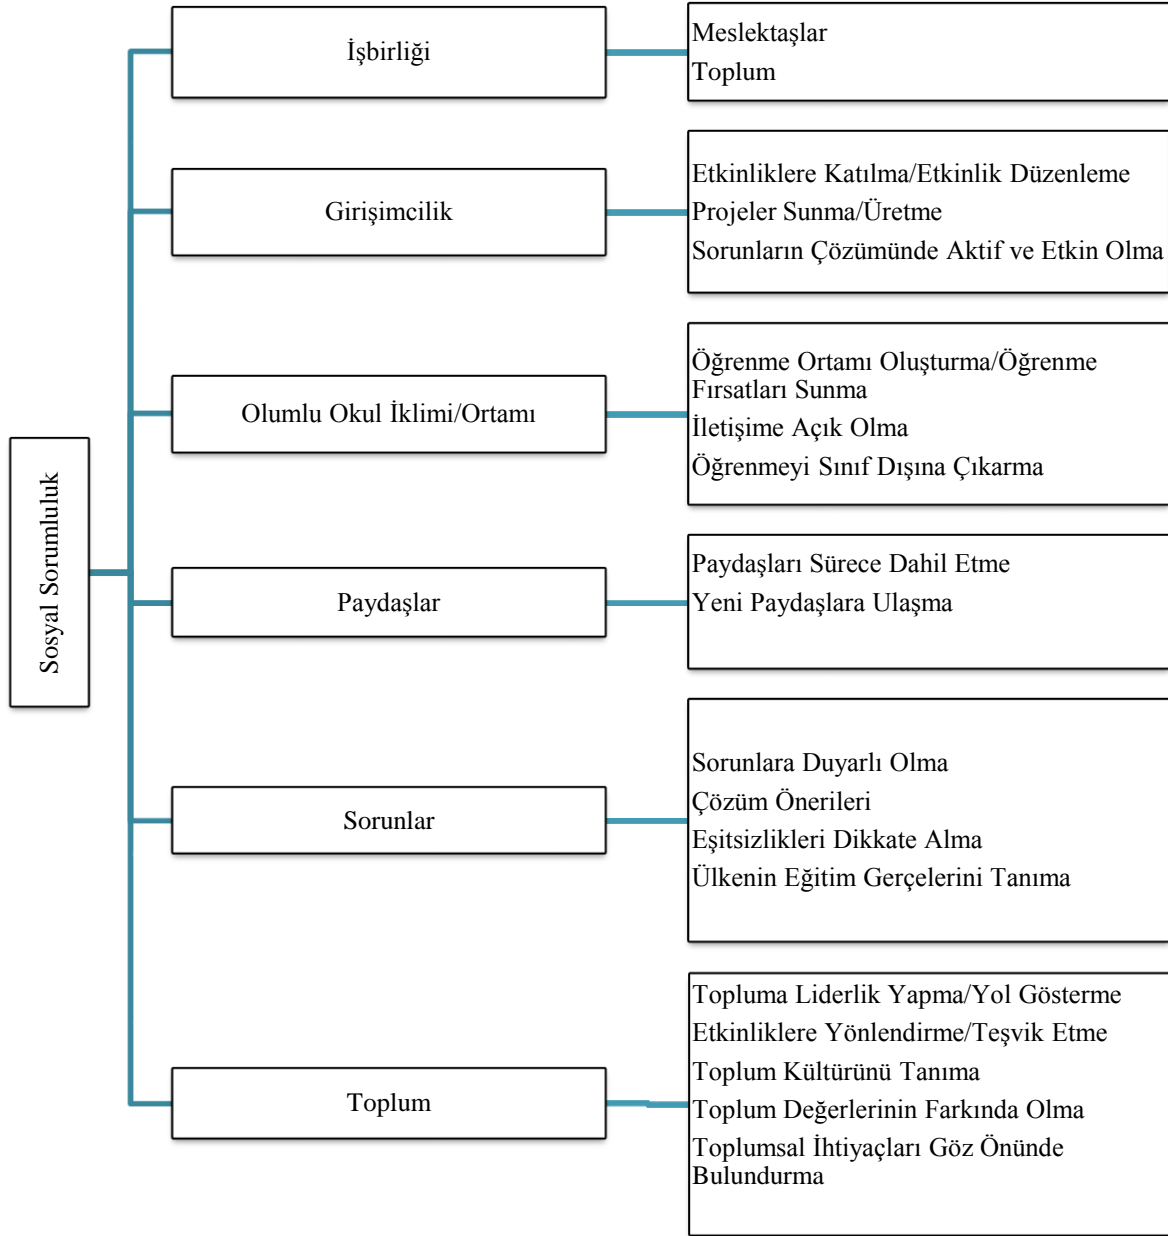 Sosyal Sorumluluk
İşbirliği
Meslektaşlar
Toplum
Girişimcilik
Etkinliklere Katılma/Etkinlik Düzenleme
Projeler Sunma/Üretme
Sorunların Çözümünde Aktif ve Etkin Olma
Olumlu Okul İklimi/Ortamı
Öğrenme Ortamı Oluşturma/Öğrenme
Fırsatları Sunma
İletişime Açık Olma
Öğrenmeyi Sınıf Dışına Çıkarma
Paydaşlar
Paydaşları Sürece Dahil Etme
Yeni Paydaşlara Ulaşma
Sorunlar
Sorunlara Duyarlı Olma
Çözüm Önerileri
Eşitsizlikleri Dikkate Alma
Ülkenin Eğitim Gerçelerini Tanıma
Toplum
Topluma Liderlik Yapma/Yol Gösterme
Etkinliklere Yönlendirme/Teşvik Etme
Toplum Kültürünü Tanıma
Toplum Değerlerinin Farkında Olma
Toplumsal İhtiyaçları Göz Önünde
Bulundurma